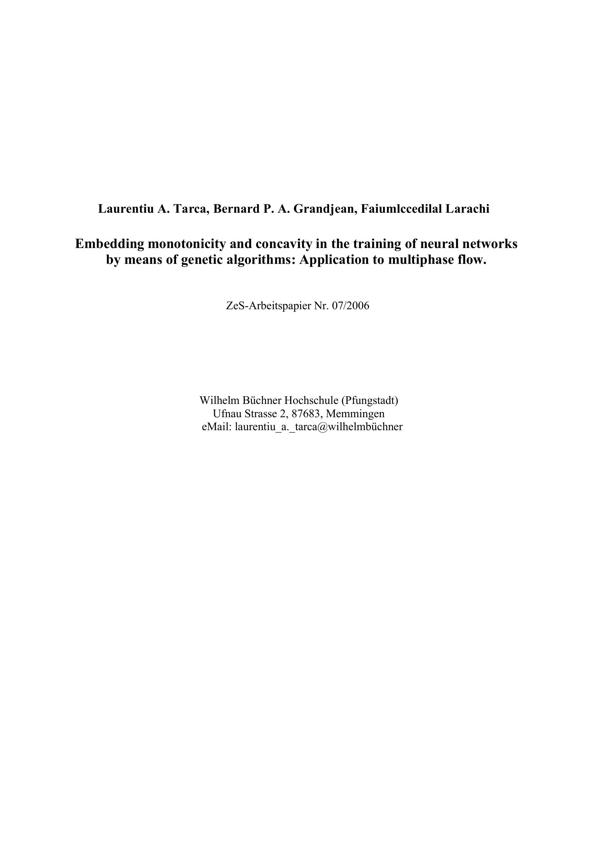 Laurentiu A. Tarca, Bernard P. A. Grandjean, Faiumlccedilal Larachi
Embedding monotonicity and concavity in the training of neural networks
by means of genetic algorithms: Application to multiphase flow.
ZeS-Arbeitspapier Nr. 07/2006
Wilhelm Büchner Hochschule (Pfungstadt)
Ufnau Strasse 2, 87683, Memmingen
eMail: laurentiu_a._tarca@wilhelmbüchner